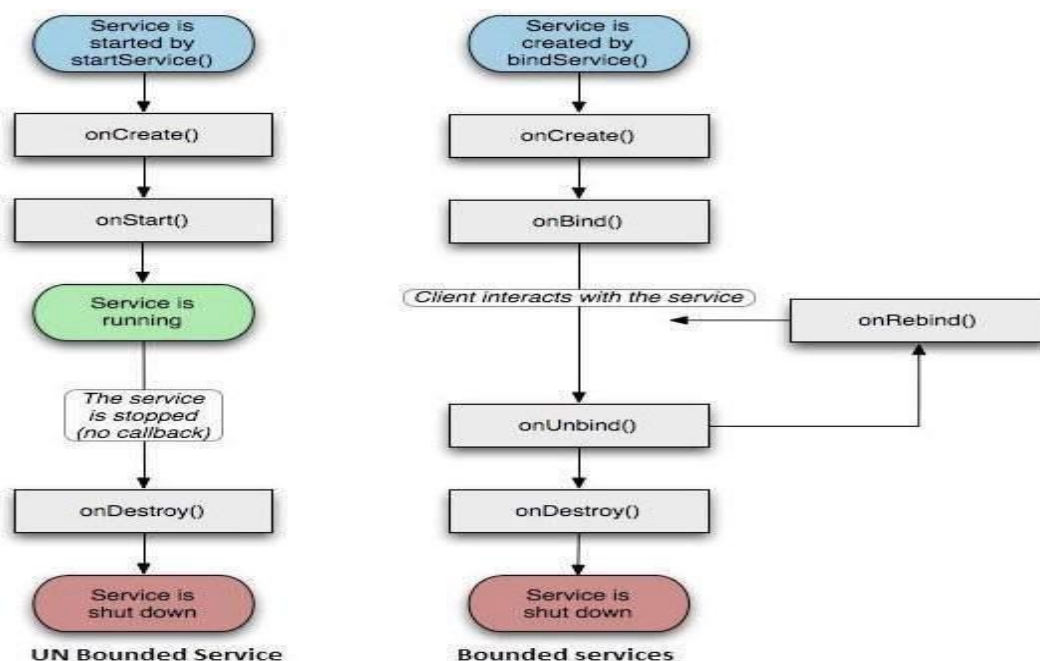 Service is
started by
startService()
onCreate()
onStart()
Service is
running
The service
is stopped
(no callback)
onDestroy()
Service is
shut down
UN Bounded Service
Service is
created by
bindService()
onCreate()
onBind()
Client interacts with the service
onRebind()
onUnbind()
onDestroy()
Service is
shut down
Bounded services